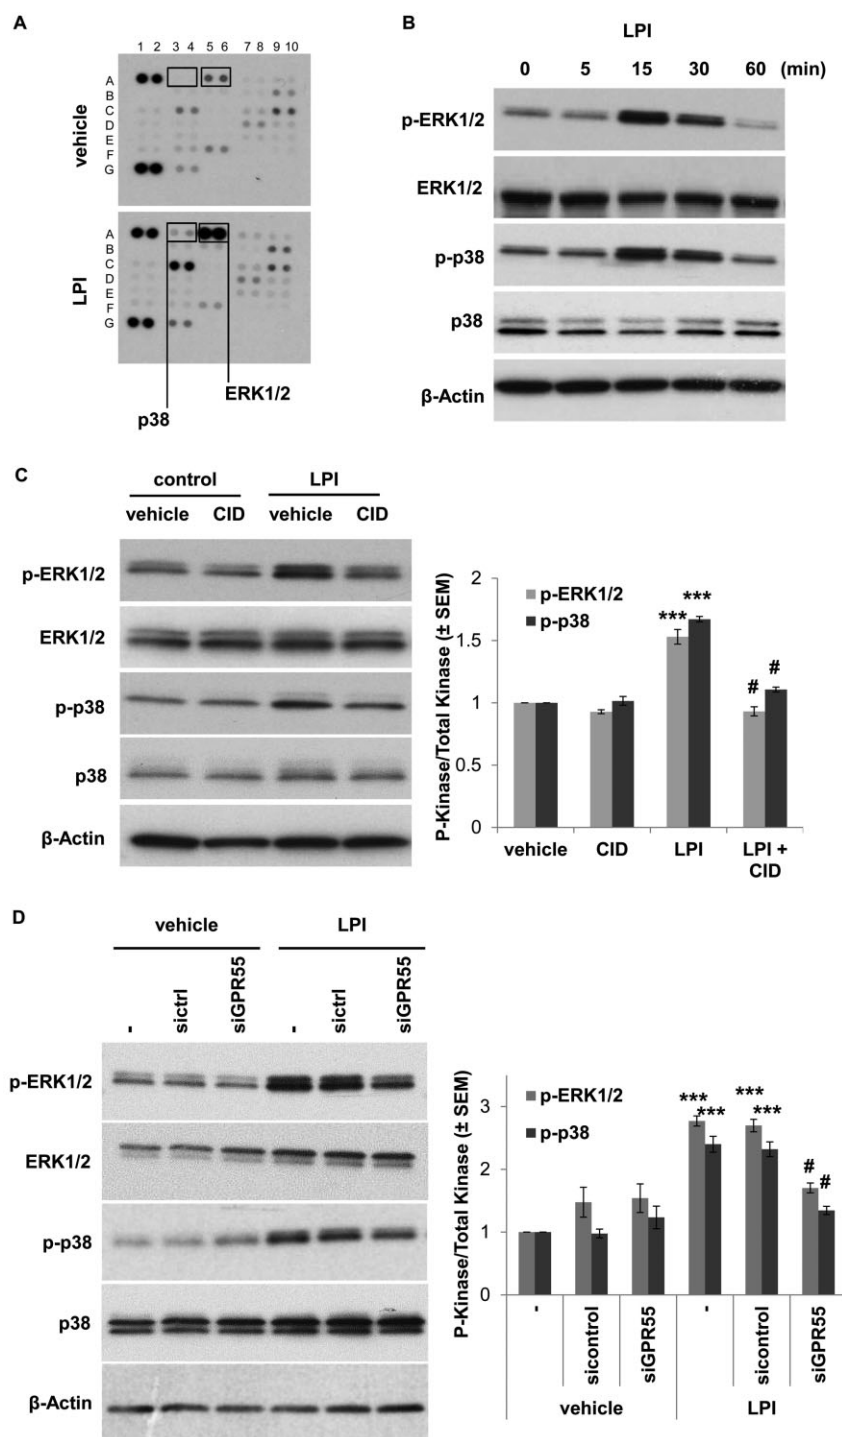 A
1 2 3 4 5 6 7 8 9 10
vehicle
A
B
C
D
E
F
G
LPI
A
B
C
D
E
F
G
p38
ERK1/2
B
LPI
0 5 15 30 60 (min)
p-ERK1/2
ERK1/2
p-p38
p38
β-Actin
C
control LPI
vehicle CID vehicle CID
p-ERK1/2
ERK1/2
p-p38
p38
β-Actin
P-Kinase/Total Kinase (± SEM)
2
1.5
1
0.5
0
p-ERK1/2
p-p38
*** ***
# #
vehicle CID LPI LPI +
CID
D
vehicle LPI
- sictrl siGPR55 - sictrl siGPR55
p-ERK1/2
ERK1/2
p-p38
p38
β-Actin
P-Kinase/Total Kinase (± SEM)
3
2
1
0
p-ERK1/2
p-p38
*** *** *** ***
# #
- sicontrol siGPR55 - sicontrol siGPR55
vehicle LPI